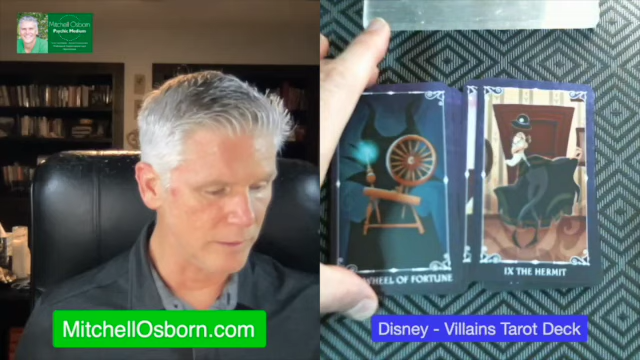 Mitchell Osborn
Psychic Medium
WHEEL OF FORTUNE
IX THE HERMIT
MitchellOsborn.com
Disney - Villains Tarot Deck